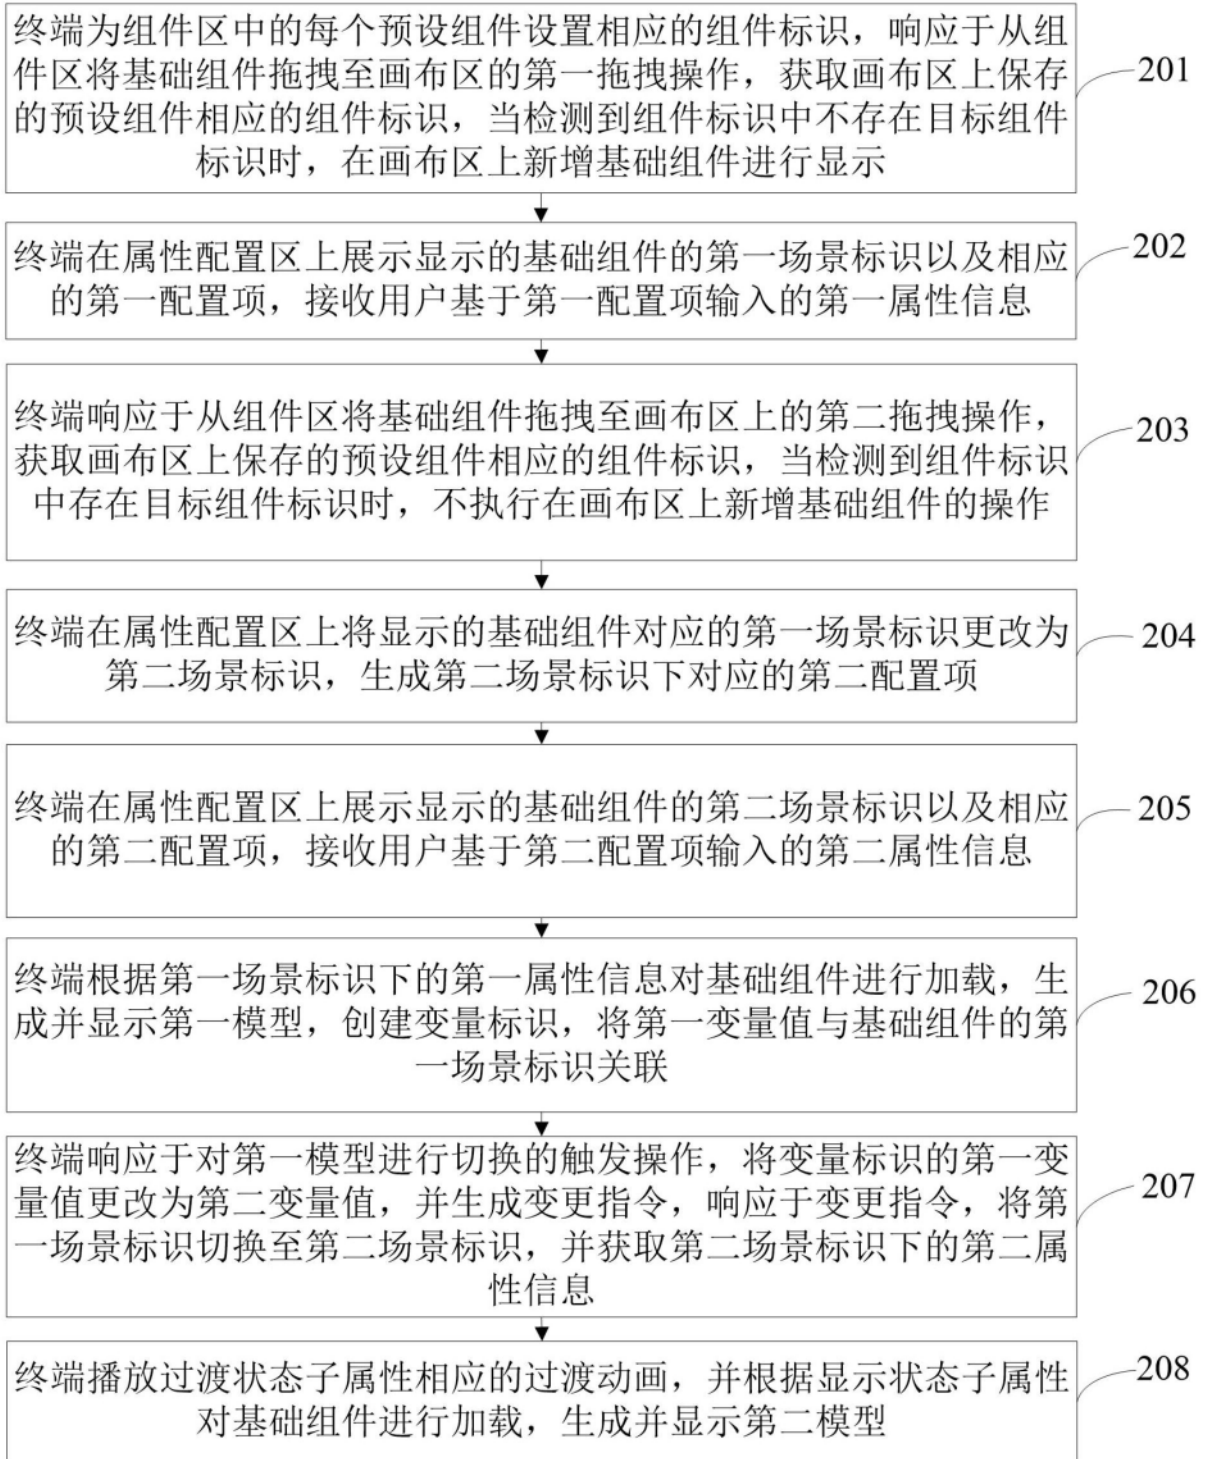 终端为组件区中的每个预设组件设置相应的组件标识，响应于从组
件区将基础组件拖拽至画布区的第一拖拽操作，获取画布区上保存
的预设组件相应的组件标识，当检测到组件标识中不存在目标组件
标识时，在画布区上新增基础组件进行显示
201
终端在属性配置区上展示显示的基础组件的第一场景标识以及相应
的第一配置项，接收用户基于第一配置项输入的第一属性信息
202
终端响应于从组件区将基础组件拖拽至画布区上的第二拖拽操作，
获取画布区上保存的预设组件相应的组件标识，当检测到组件标识
中存在目标组件标识时，不执行在画布区上新增基础组件的操作
203
终端在属性配置区上将显示的基础组件对应的第一场景标识更改为
第二场景标识，生成第二场景标识下对应的第二配置项
204
终端在属性配置区上展示显示的基础组件的第二场景标识以及相应
的第二配置项，接收用户基于第二配置项输入的第二属性信息
205
终端根据第一场景标识下的第一属性信息对基础组件进行加载，生
成并显示第一模型，创建变量标识，将第一变量值与基础组件的第
一场景标识关联
206
终端响应于对第一模型进行切换的触发操作，将变量标识的第一变
量值更改为第二变量值，并生成变更指令，响应于变更指令，将第
一场景标识切换至第二场景标识，并获取第二场景标识下的第二属
性信息
207
终端播放过渡状态子属性相应的过渡动画，并根据显示状态子属性
对基础组件进行加载，生成并显示第二模型
208